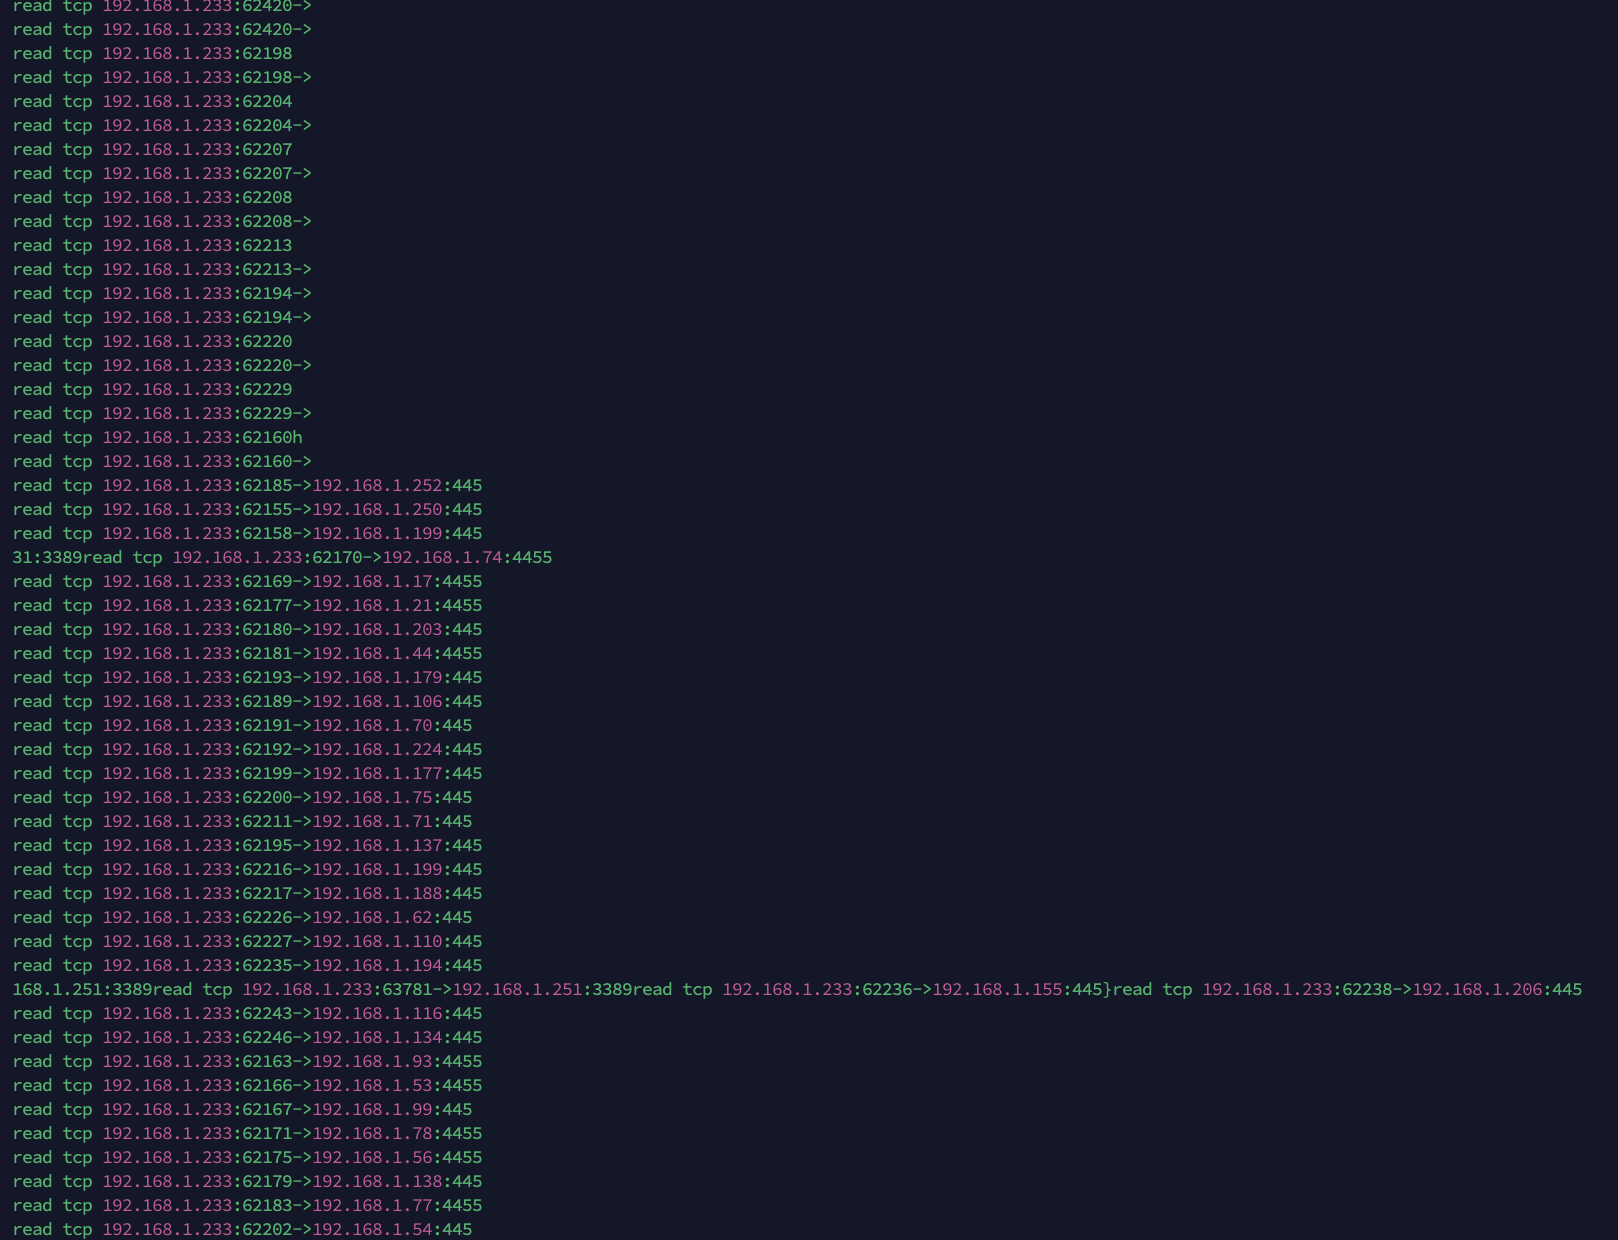 read tcp 192.168.1.233:62420->
read tcp 192.168.1.233:62420->
read tcp 192.168.1.233:62198
read tcp 192.168.1.233:62198->
read tcp 192.168.1.233:62204
read tcp 192.168.1.233:62204->
read tcp 192.168.1.233:62207
read tcp 192.168.1.233:62207->
read tcp 192.168.1.233:62208
read tcp 192.168.1.233:62208->
read tcp 192.168.1.233:62213
read tcp 192.168.1.233:62213->
read tcp 192.168.1.233:62194->
read tcp 192.168.1.233:62194->
read tcp 192.168.1.233:62220
read tcp 192.168.1.233:62220->
read tcp 192.168.1.233:62229
read tcp 192.168.1.233:62229->
read tcp 192.168.1.233:62160h
read tcp 192.168.1.233:62160->
read tcp 192.168.1.233:62185->192.168.1.252:445
read tcp 192.168.1.233:62155->192.168.1.250:445
read tcp 192.168.1.233:62158->192.168.1.199:445
31:3389read tcp 192.168.1.233:62170->192.168.1.74:4455
read tcp 192.168.1.233:62169->192.168.1.17:4455
read tcp 192.168.1.233:62177->192.168.1.21:4455
read tcp 192.168.1.233:62180->192.168.1.203:445
read tcp 192.168.1.233:62181->192.168.1.44:4455
read tcp 192.168.1.233:62193->192.168.1.179:445
read tcp 192.168.1.233:62189->192.168.1.106:445
read tcp 192.168.1.233:62191->192.168.1.70:445
read tcp 192.168.1.233:62192->192.168.1.224:445
read tcp 192.168.1.233:62199->192.168.1.177:445
read tcp 192.168.1.233:62200->192.168.1.75:445
read tcp 192.168.1.233:62211->192.168.1.71:445
read tcp 192.168.1.233:62195->192.168.1.137:445
read tcp 192.168.1.233:62216->192.168.1.199:445
read tcp 192.168.1.233:62217->192.168.1.188:445
read tcp 192.168.1.233:62226->192.168.1.62:445
read tcp 192.168.1.233:62227->192.168.1.110:445
read tcp 192.168.1.233:62235->192.168.1.194:445
168.1.251:3389read tcp 192.168.1.233:63781->192.168.1.251:3389read tcp 192.168.1.233:62236->192.168.1.155:445}read tcp 192.168.1.233:62238->192.168.1.206:445
read tcp 192.168.1.233:62243->192.168.1.116:445
read tcp 192.168.1.233:62246->192.168.1.134:445
read tcp 192.168.1.233:62163->192.168.1.93:4455
read tcp 192.168.1.233:62166->192.168.1.53:4455
read tcp 192.168.1.233:62167->192.168.1.99:445
read tcp 192.168.1.233:62171->192.168.1.78:4455
read tcp 192.168.1.233:62175->192.168.1.56:4455
read tcp 192.168.1.233:62179->192.168.1.138:445
read tcp 192.168.1.233:62183->192.168.1.77:4455
read tcp 192.168.1.233:62202->192.168.1.54:445